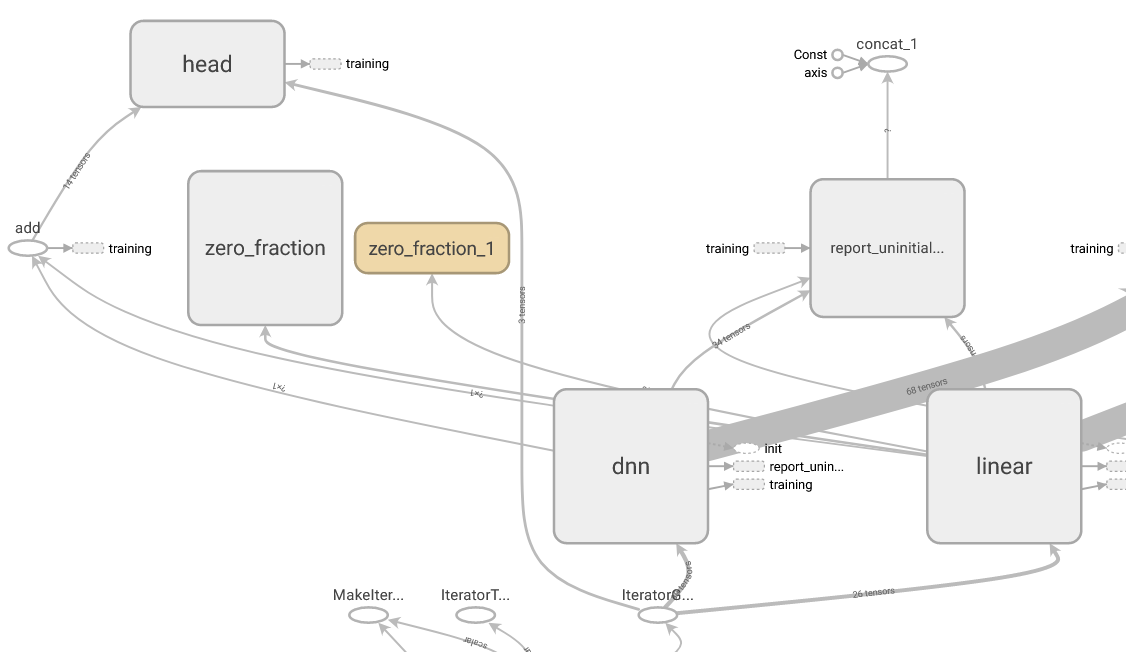 head
training
Const
axis
concat_1
14 tensors
?
add
training
zero_fraction
zero_fraction_1
3 tensors
training
report_uninitial...
training
34 tensors
?×1
?×1
68 tensors
dnn
init
report_unin...
training
linear
MakeIter...
IteratorT...
IteratorG...
26 tensors
scalar